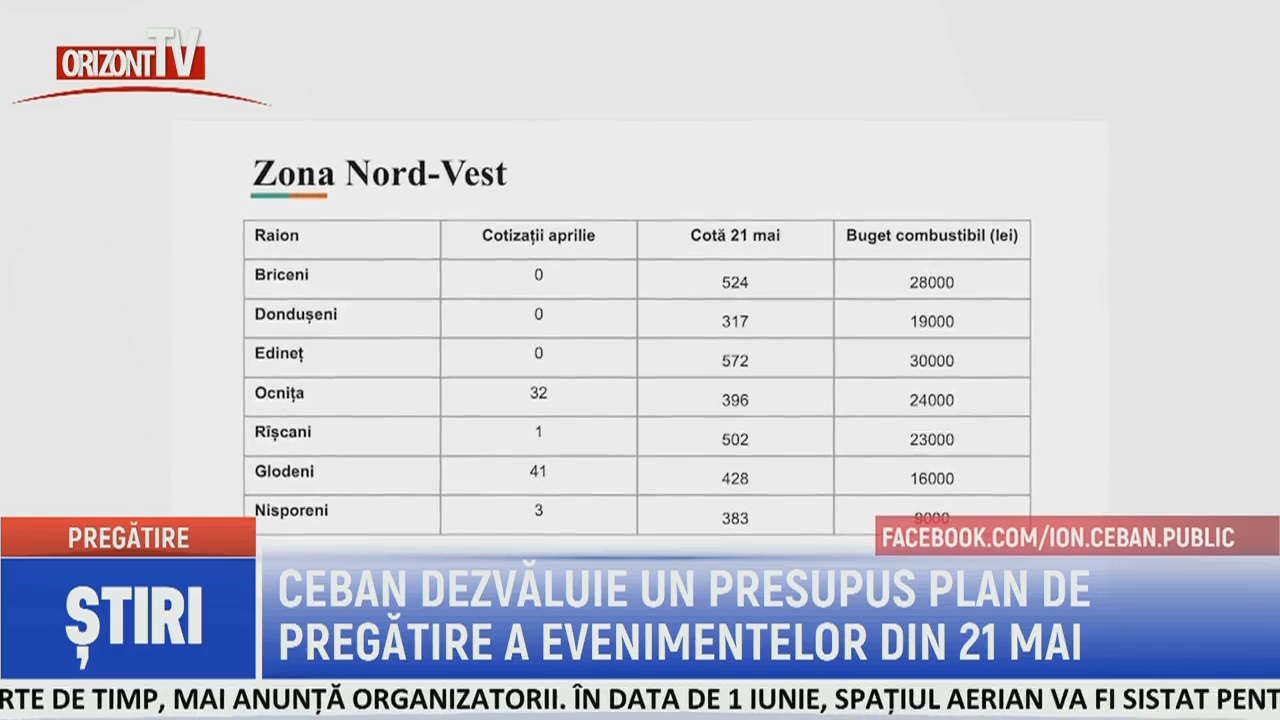 ORIZONT TV
Zona Nord-Vest
Raion Cotizații aprilie Cotă 21 mai Buget combustibil (lei)
Briceni 0 524 28000
Dondușeni 0 317 19000
Edineț 0 572 30000
Ocnița 32 396 24000
Rîșcani 1 502 23000
Glodeni 41 428 16000
Nisporeni 3 383 9000
PREGĂTIRE
FACEBOOK.COM/ION.CEBAN.PUBLIC
ȘTIRI
CEBAN DEZVĂLUIE UN PRESUPUS PLAN DE
PREGĂTIRE A EVENIMENTELOR DIN 21 MAI
RTE DE TIMP, MAI ANUNȚĂ ORGANIZATORII. ÎN DATA DE 1 IUNIE, SPAȚIUL AERIAN VA FI SISTAT PENT